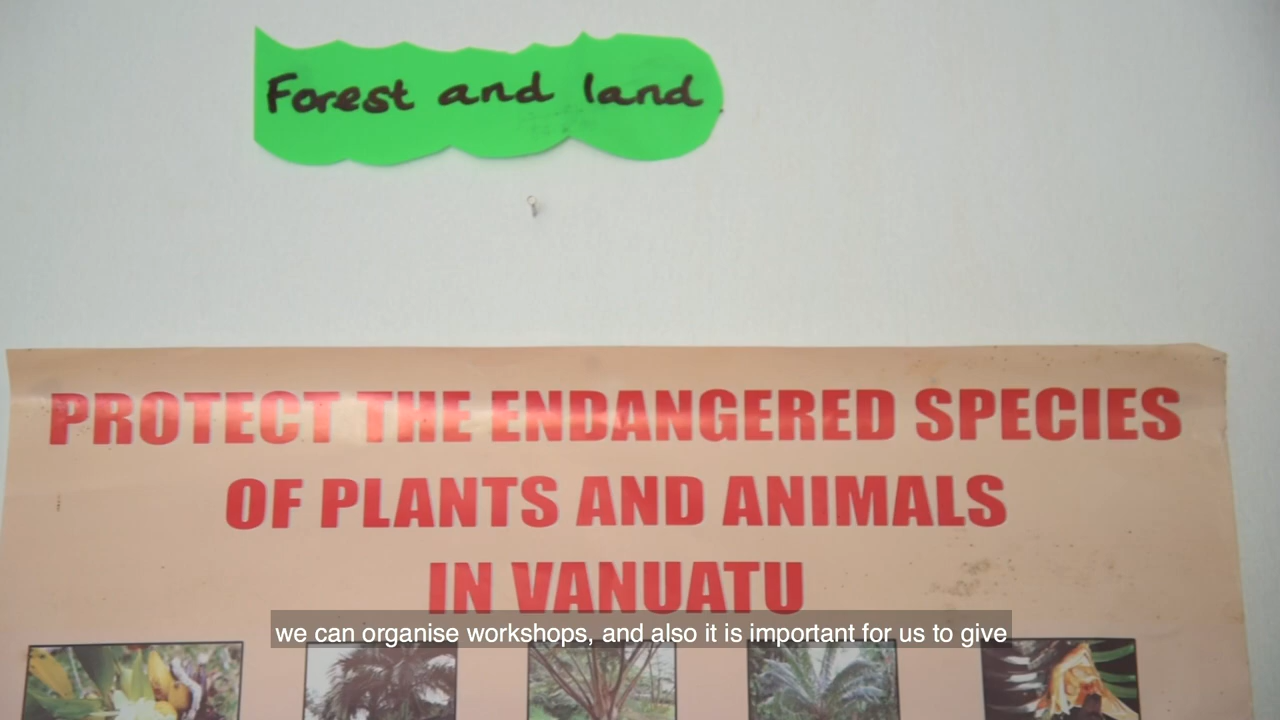 Forest and land
PROTECT THE ENDANGERED SPECIES
OF PLANTS AND ANIMALS
IN VANUATU
we can organise workshops, and also it is important for us to give